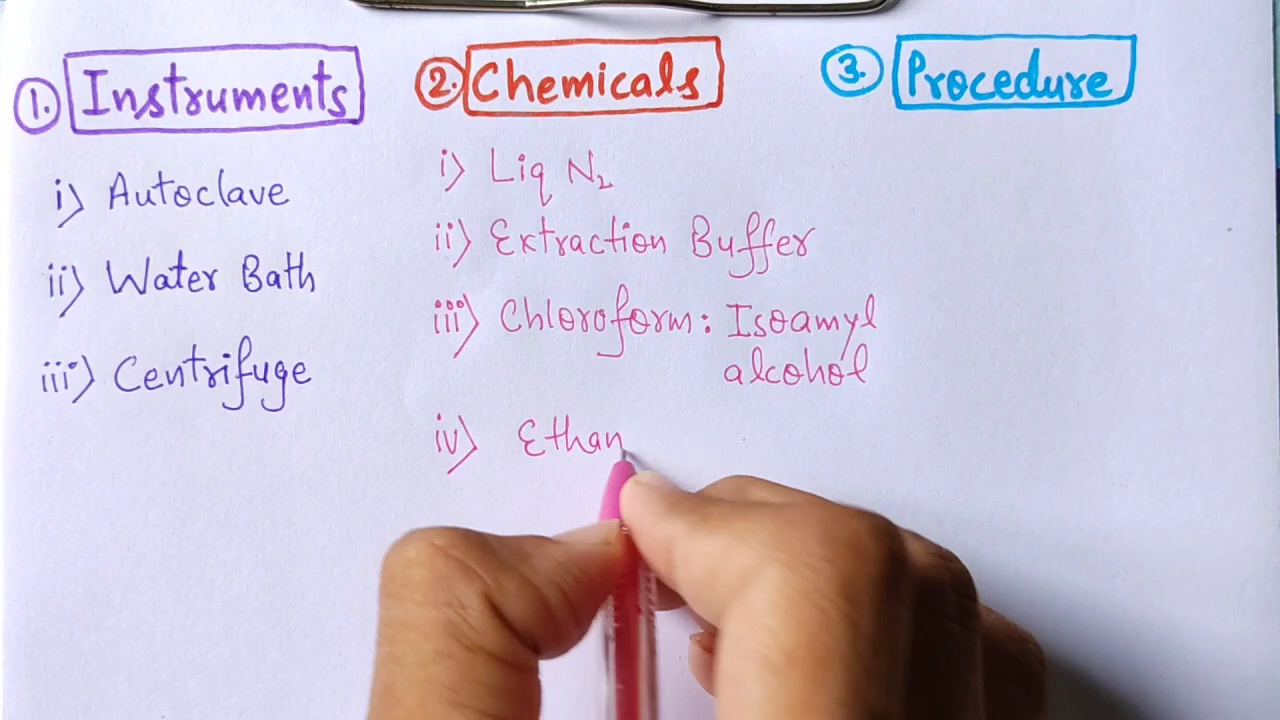 1. Instruments
i) Autoclave
ii) Water Bath
iii) Centrifuge
2. Chemicals
i) Liq N₂
ii) Extraction Buffer
iii) Chloroform: Isoamyl
alcohol
iv) Ethan
3. Procedure